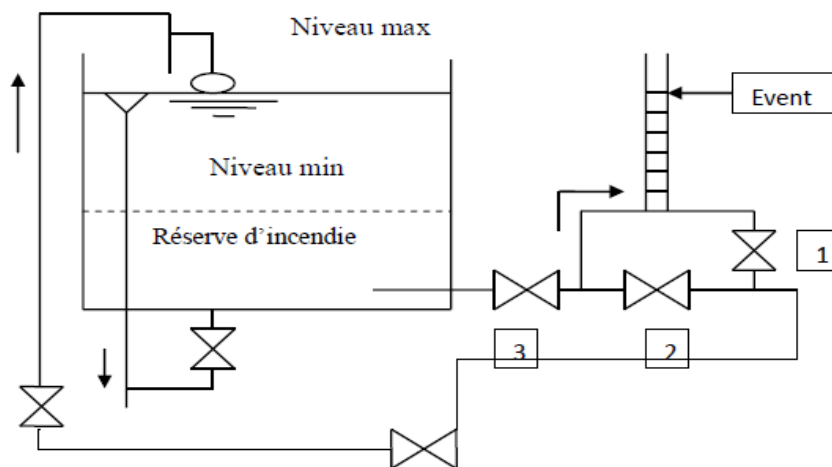 Niveau max
Event
Niveau min
Réserve d’incendie
1
3
2